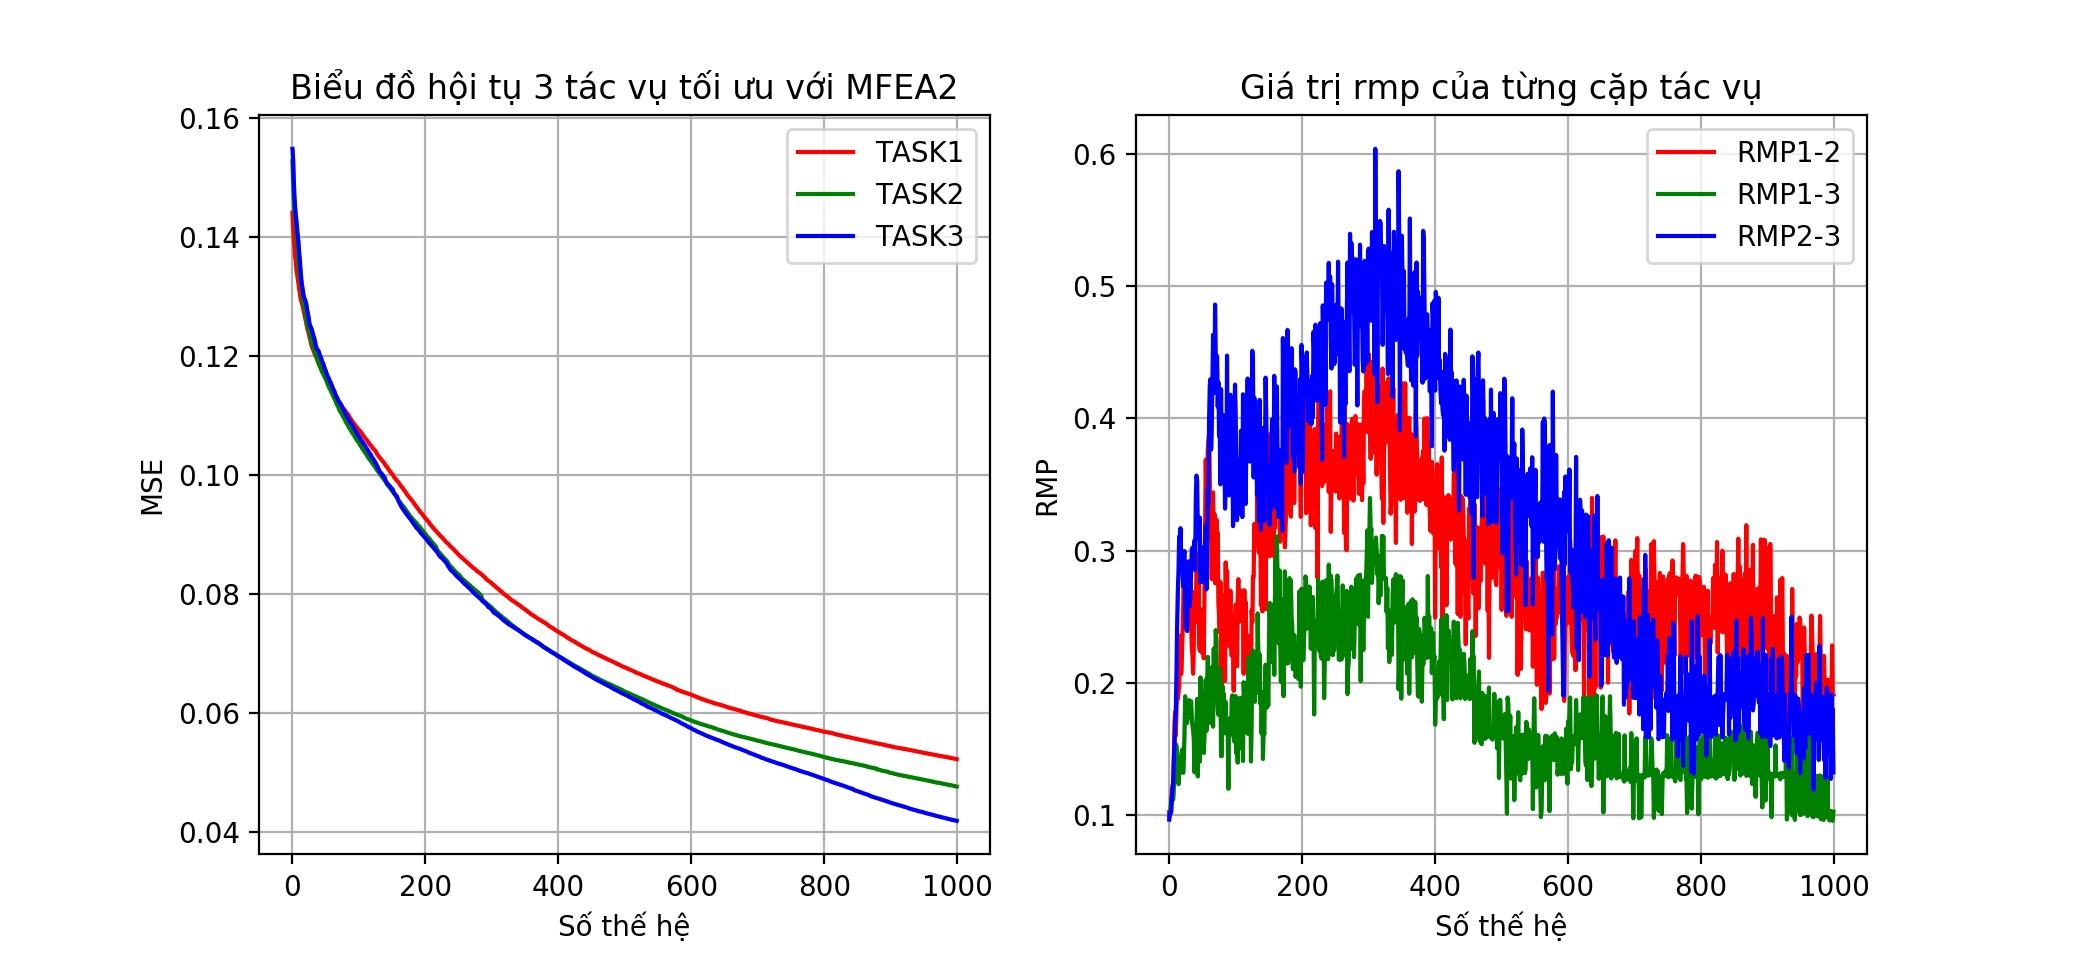 Biểu đồ hội tụ 3 tác vụ tối ưu với MFEA2
0.16
0.14
0.12
0.10
0.08
0.06
0.04
MSE
0 200 400 600 800 1000
Số thế hệ
TASK1
TASK2
TASK3
Giá trị rmp của từng cặp tác vụ
0.6
0.5
0.4
0.3
0.2
0.1
RMP
0 200 400 600 800 1000
Số thế hệ
RMP1-2
RMP1-3
RMP2-3